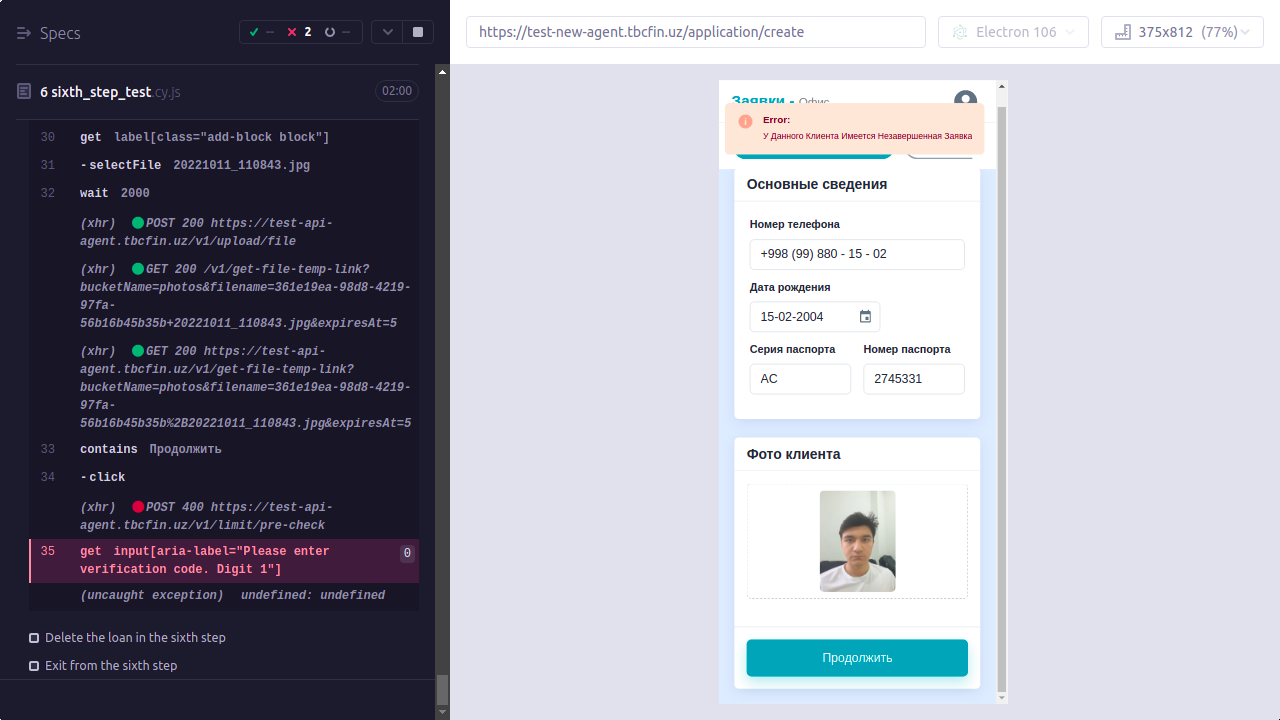 Specs
-- 2 --
https://test-new-agent.tbcfin.uz/application/create
Electron 106
375x812 (77%)
6 sixth_step_test.cy.js
02:00
30 get label[class="add-block block"]
31 -selectFile 20221011_110843.jpg
32 wait 2000
(xhr) POST 200 https://test-api-
agent.tbcfin.uz/v1/upload/file
(xhr) GET 200 /v1/get-file-temp-link?
bucketName=photos&filename=361e19ea-98d8-4219-
97fa-
56b16b45b35b+20221011_110843.jpg&expiresAt=5
(xhr) GET 200 https://test-api-
agent.tbcfin.uz/v1/get-file-temp-link?
bucketName=photos&filename=361e19ea-98d8-4219-
97fa-
56b16b45b35b%2B20221011_110843.jpg&expiresAt=5
33 contains Продолжить
34 -click
(xhr) POST 400 https://test-api-
agent.tbcfin.uz/v1/limit/pre-check
35 get input[aria-label="Please enter
verification code. Digit 1"]
0
(uncaught exception) undefined: undefined
Delete the loan in the sixth step
Exit from the sixth step
Заявки - Офис
Error:
У Данного Клиента Имеется Незавершенная Заявка
Основные сведения
Номер телефона
+998 (99) 880 - 15 - 02
Дата рождения
15-02-2004
Серия паспорта Номер паспорта
AC 2745331
Фото клиента
Продолжить